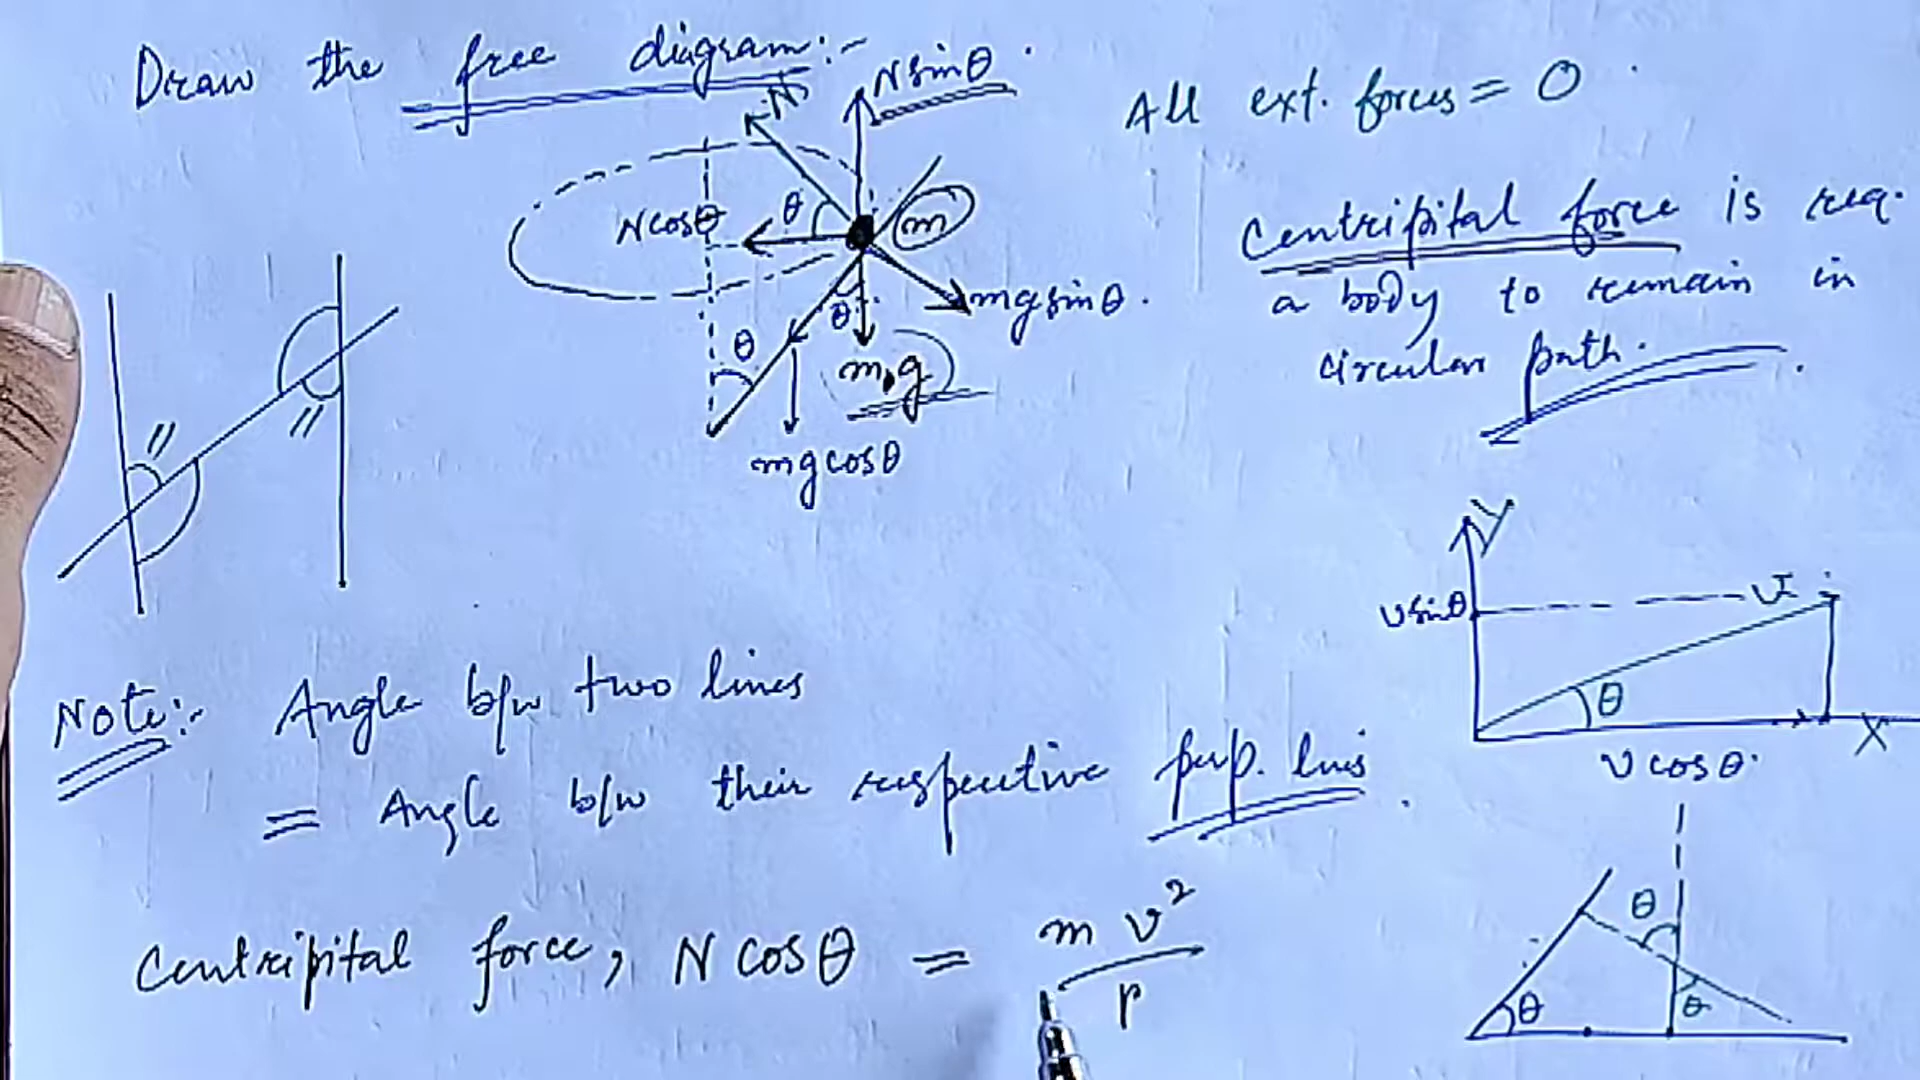 Draw the free diagram:-
N
N sinθ
N cosθ
θ
m
mg sinθ
θ
θ
mg
mg cosθ
All ext. forces = 0
Centripital force is req.
a body to remain in
circular path.
Y
v sinθ
v
θ
X
v cosθ
Note:- Angle b/w two lines
= Angle b/w their respective perp. lines
Centripital force, N cosθ = m v²
r
θ
θ
θ